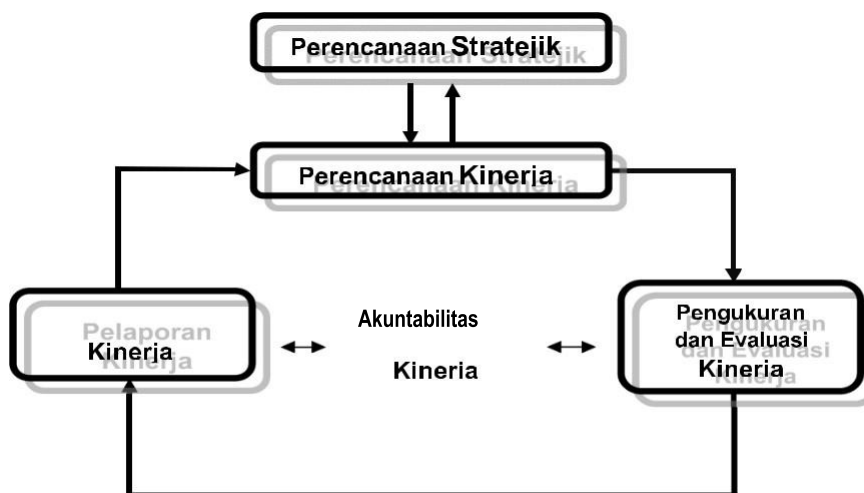 Perencanaan Stratejik
Perencanaan Kinerja
Pelaporan
Kinerja
Akuntabilitas
Kineria
Pengukuran
dan Evaluasi
Kinerja